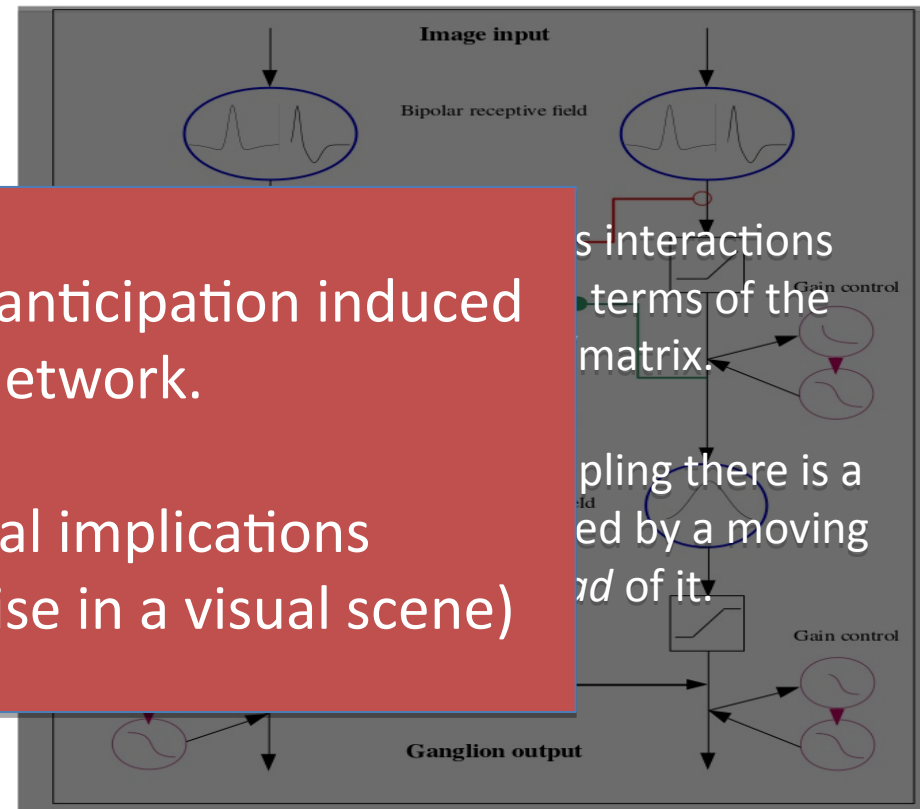 Image input
Bipolar receptive field
s interactions
terms of the
matrix.
Gain control
anticipation induced
etwork.
pling there is a
ed by a moving
ad of it.
al implications
ise in a visual scene)
Gain control
Ganglion output